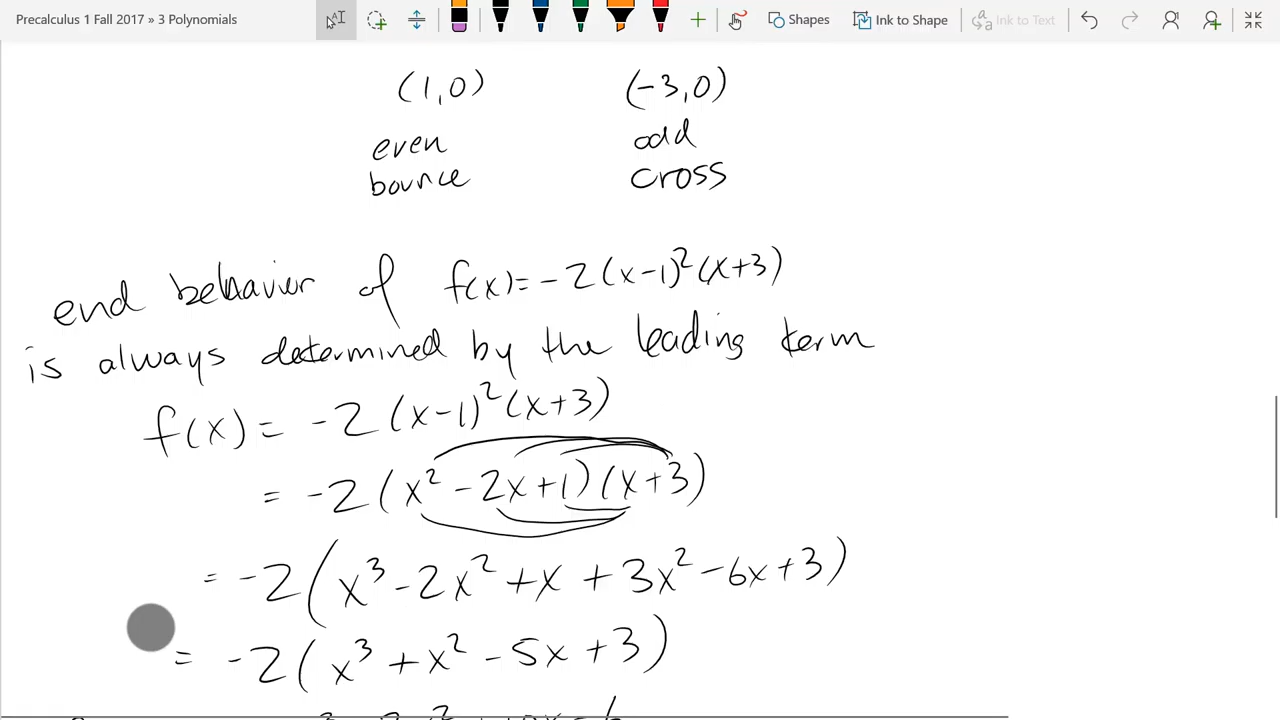 Precalculus 1 Fall 2017 » 3 Polynomials
Shapes
Ink to Shape
Ink to Text
(1,0) (-3,0)
even odd
bounce cross
end behavior of f(x)=-2(x-1)²(x+3)
is always determined by the leading term
f(x) = -2(x-1)²(x+3)
= -2(x²-2x+1)(x+3)
= -2(x³-2x²+x+3x²-6x+3)
= -2(x³+x²-5x+3)